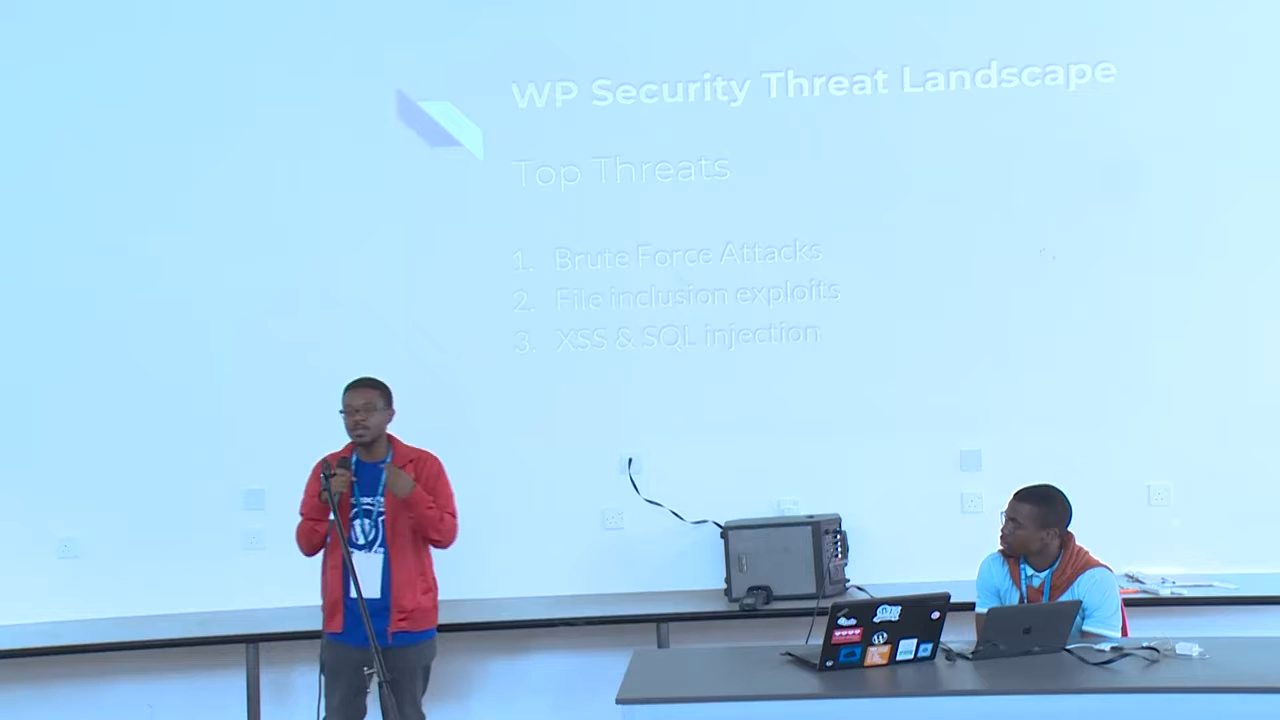 WP Security Threat Landscape
Top Threats
1. Brute Force Attacks
2. File inclusion exploits
3. XSS & SQL injection